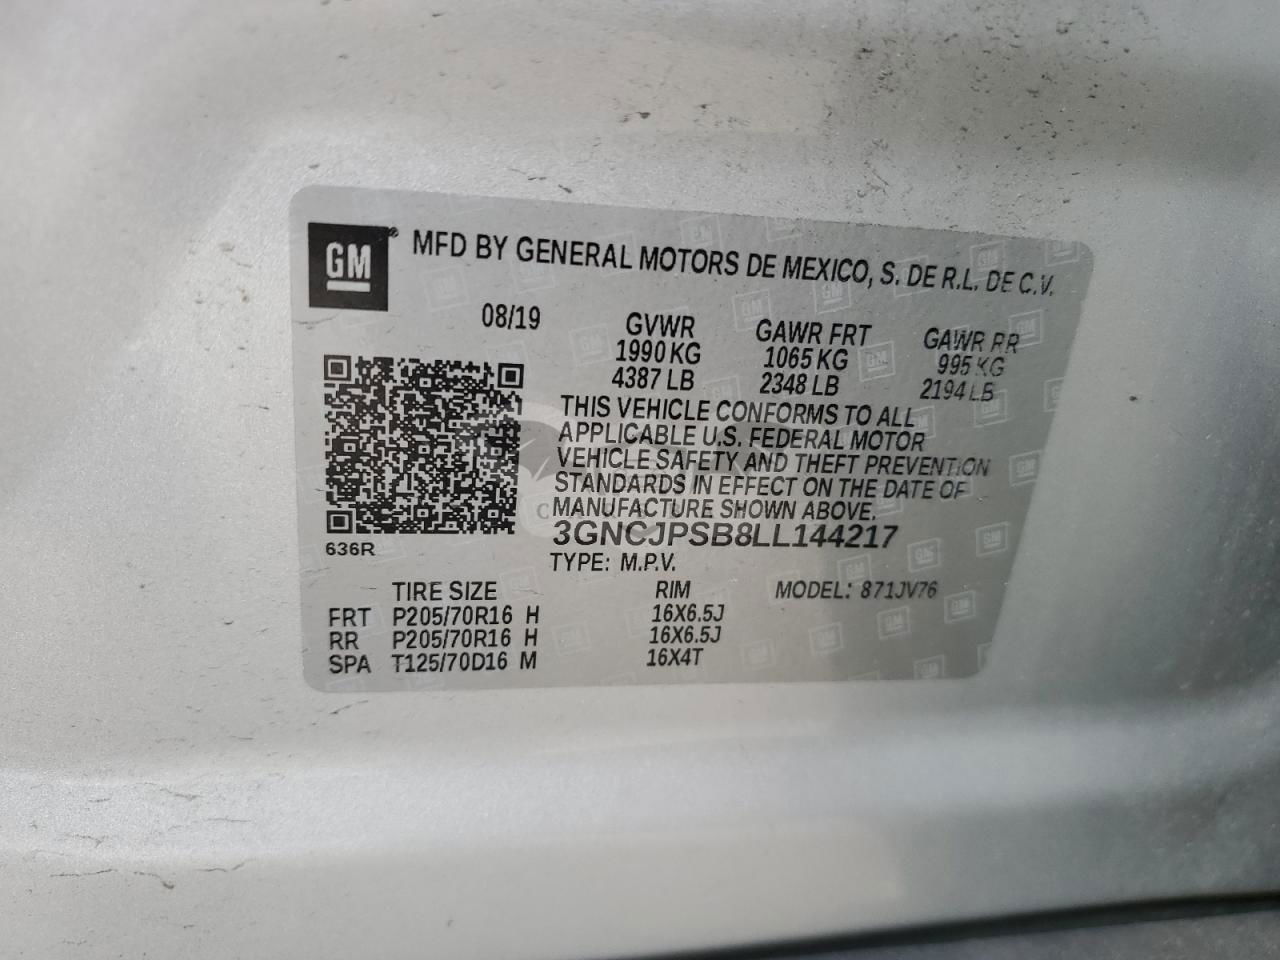 GM ® MFD BY GENERAL MOTORS DE MEXICO, S. DE R.L. DE C.V.
08/19 GVWR GAWR FRT GAWR RR
1990 KG 1065 KG 995 KG
4387 LB 2348 LB 2194 LB
THIS VEHICLE CONFORMS TO ALL
APPLICABLE U.S. FEDERAL MOTOR
VEHICLE SAFETY AND THEFT PREVENTION
STANDARDS IN EFFECT ON THE DATE OF
MANUFACTURE SHOWN ABOVE.
3GNCJPSB8LL144217
636R
TYPE: M.P.V.
TIRE SIZE RIM MODEL: 871JV76
FRT P205/70R16 H 16X6.5J
RR P205/70R16 H 16X6.5J
SPA T125/70D16 M 16X4T